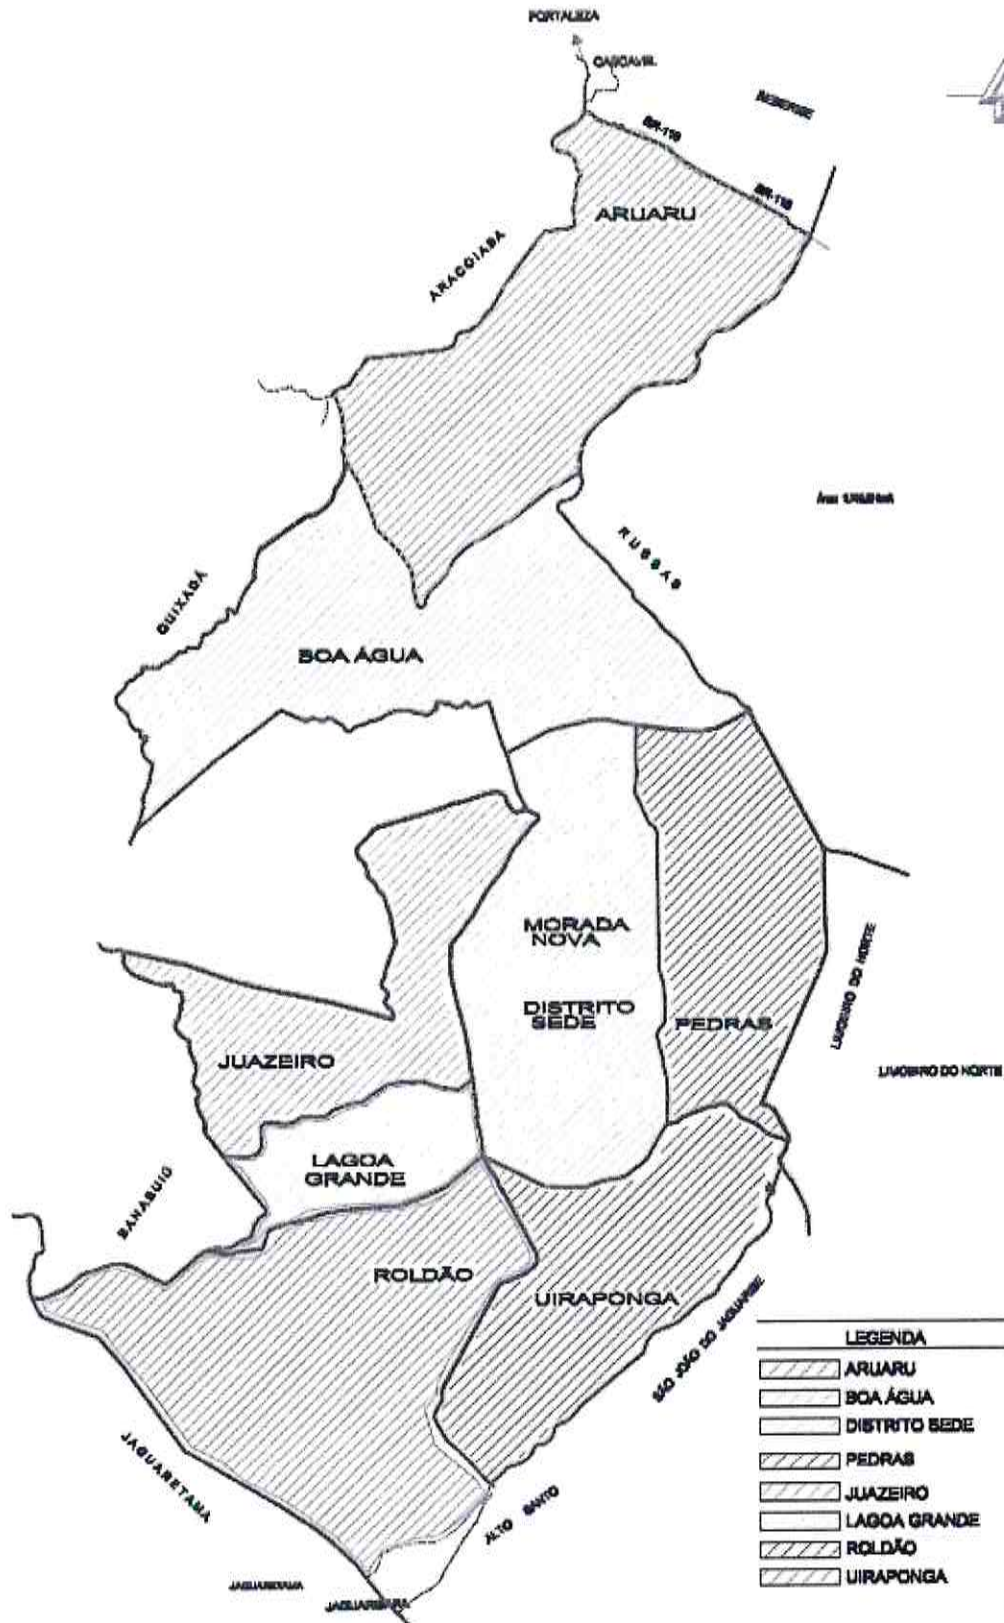 FORTALEZA
CASCAVEL
BEBERIBE
BR-116
BR-116
ARUARU
ARACOIABA
RUSSAS
QUIXADÁ
BOA ÁGUA
MORADA
NOVA
DISTRITO
SEDE
PEDRAS
LIMOEIRO DO NORTE
LIMOEIRO DO NORTE
JUAZEIRO
LAGOA
GRANDE
BANABUIÚ
ROLDÃO
UIRAPONGA
SÃO JOÃO DO JAGUARIBE
JAGUARETAMA
ALTO SANTO
JAGUARETAMA
JAGUARIBARA
LEGENDA
ARUARU
BOA ÁGUA
DISTRITO SEDE
PEDRAS
JUAZEIRO
LAGOA GRANDE
ROLDÃO
UIRAPONGA